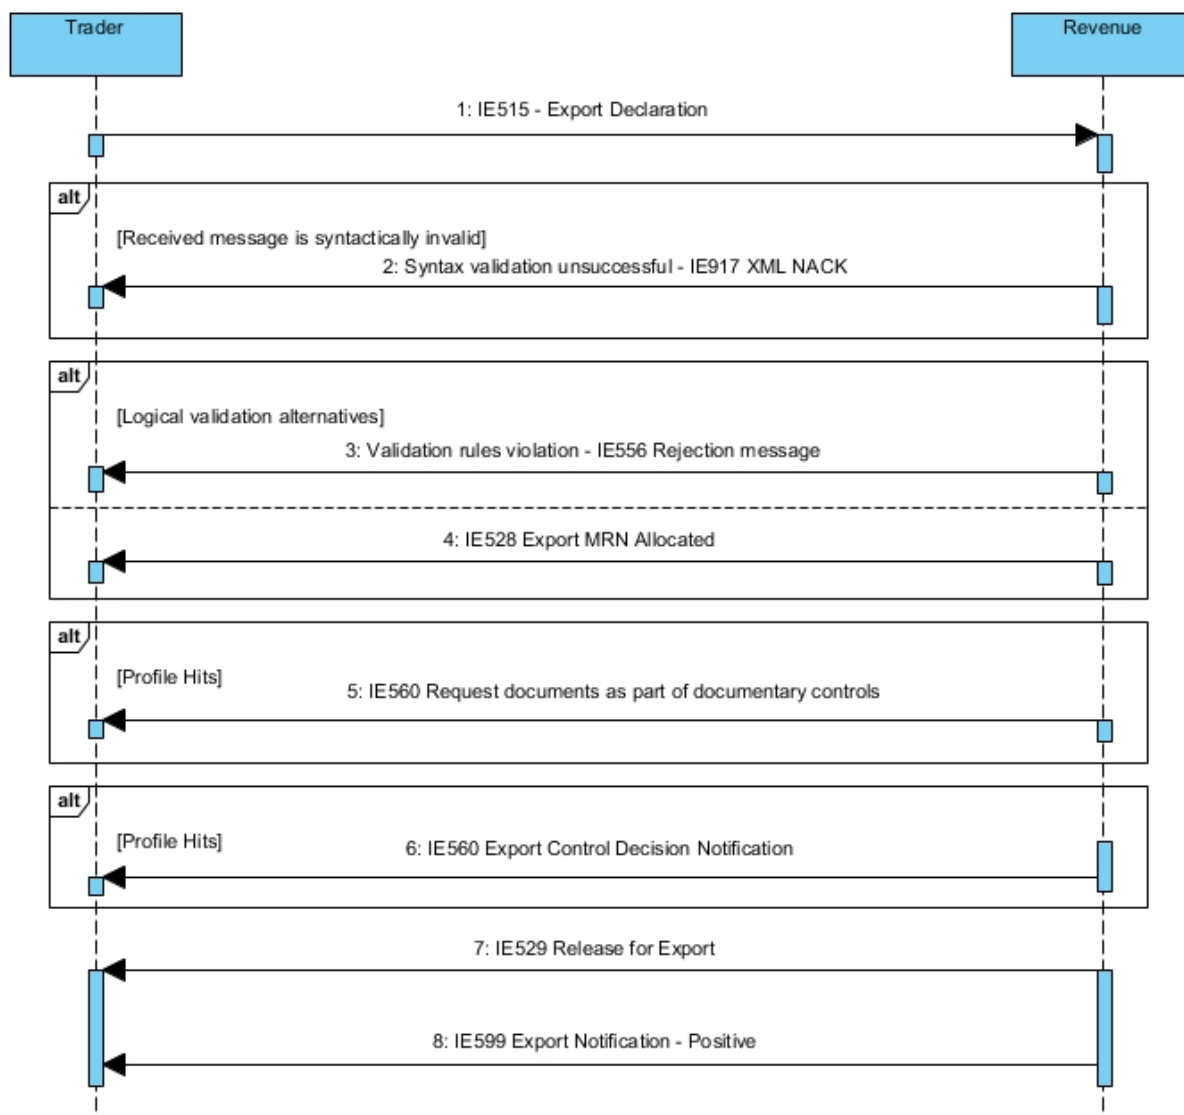 Trader
Revenue
1: IE515 - Export Declaration
alt
[Received message is syntactically invalid]
2: Syntax validation unsuccessful - IE917 XML NACK
alt
[Logical validation alternatives]
3: Validation rules violation - IE556 Rejection message
4: IE528 Export MRN Allocated
alt
[Profile Hits]
5: IE560 Request documents as part of documentary controls
alt
[Profile Hits]
6: IE560 Export Control Decision Notification
7: IE529 Release for Export
8: IE599 Export Notification - Positive